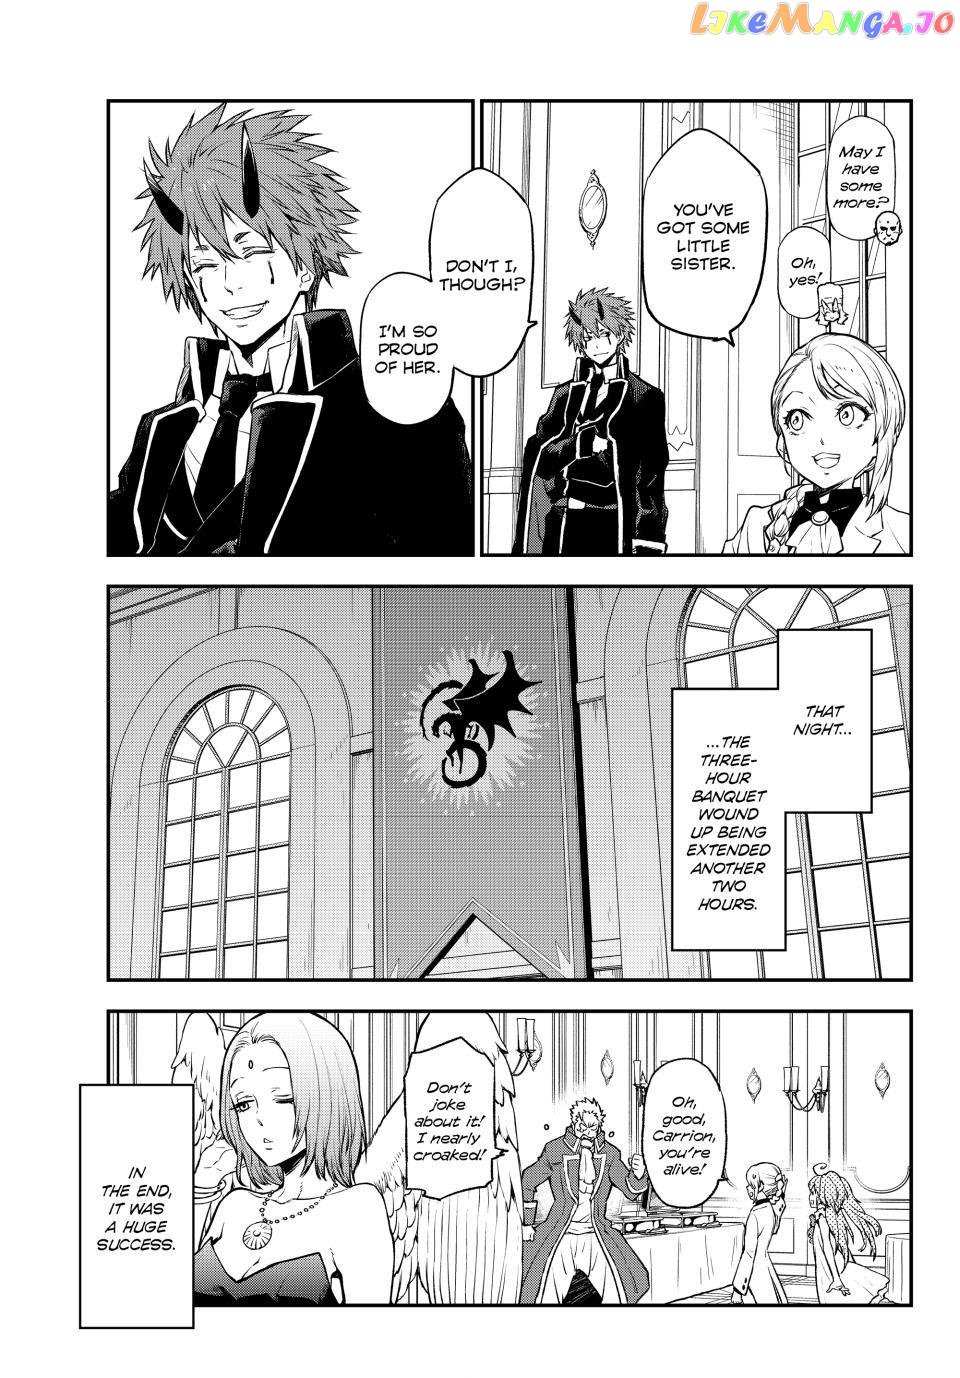 LIKEMANGA.IO
May I
have
some
more?
Oh,
yes!
YOU'VE
GOT SOME
LITTLE
SISTER.
DON'T I,
THOUGH?
I'M SO
PROUD
OF HER.
THAT
NIGHT...
...THE
THREE-
HOUR
BANQUET
WOUND
UP BEING
EXTENDED
ANOTHER
TWO
HOURS.
Oh,
good,
Carrion,
you're
alive!
Don't
joke
about it!
I nearly
croaked!
IN
THE END,
IT WAS
A HUGE
SUCCESS.